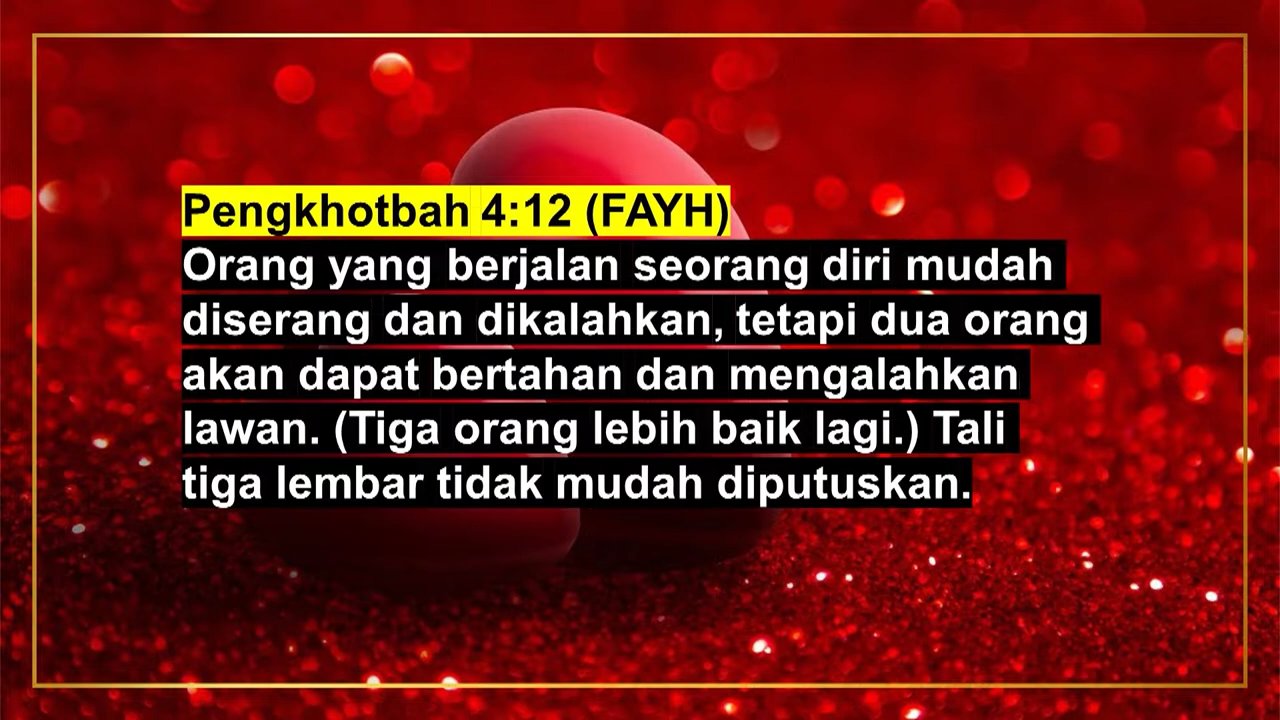 Pengkhotbah 4:12 (FAYH)
Orang yang berjalan seorang diri mudah
diserang dan dikalahkan, tetapi dua orang
akan dapat bertahan dan mengalahkan
lawan. (Tiga orang lebih baik lagi.) Tali
tiga lembar tidak mudah diputuskan.